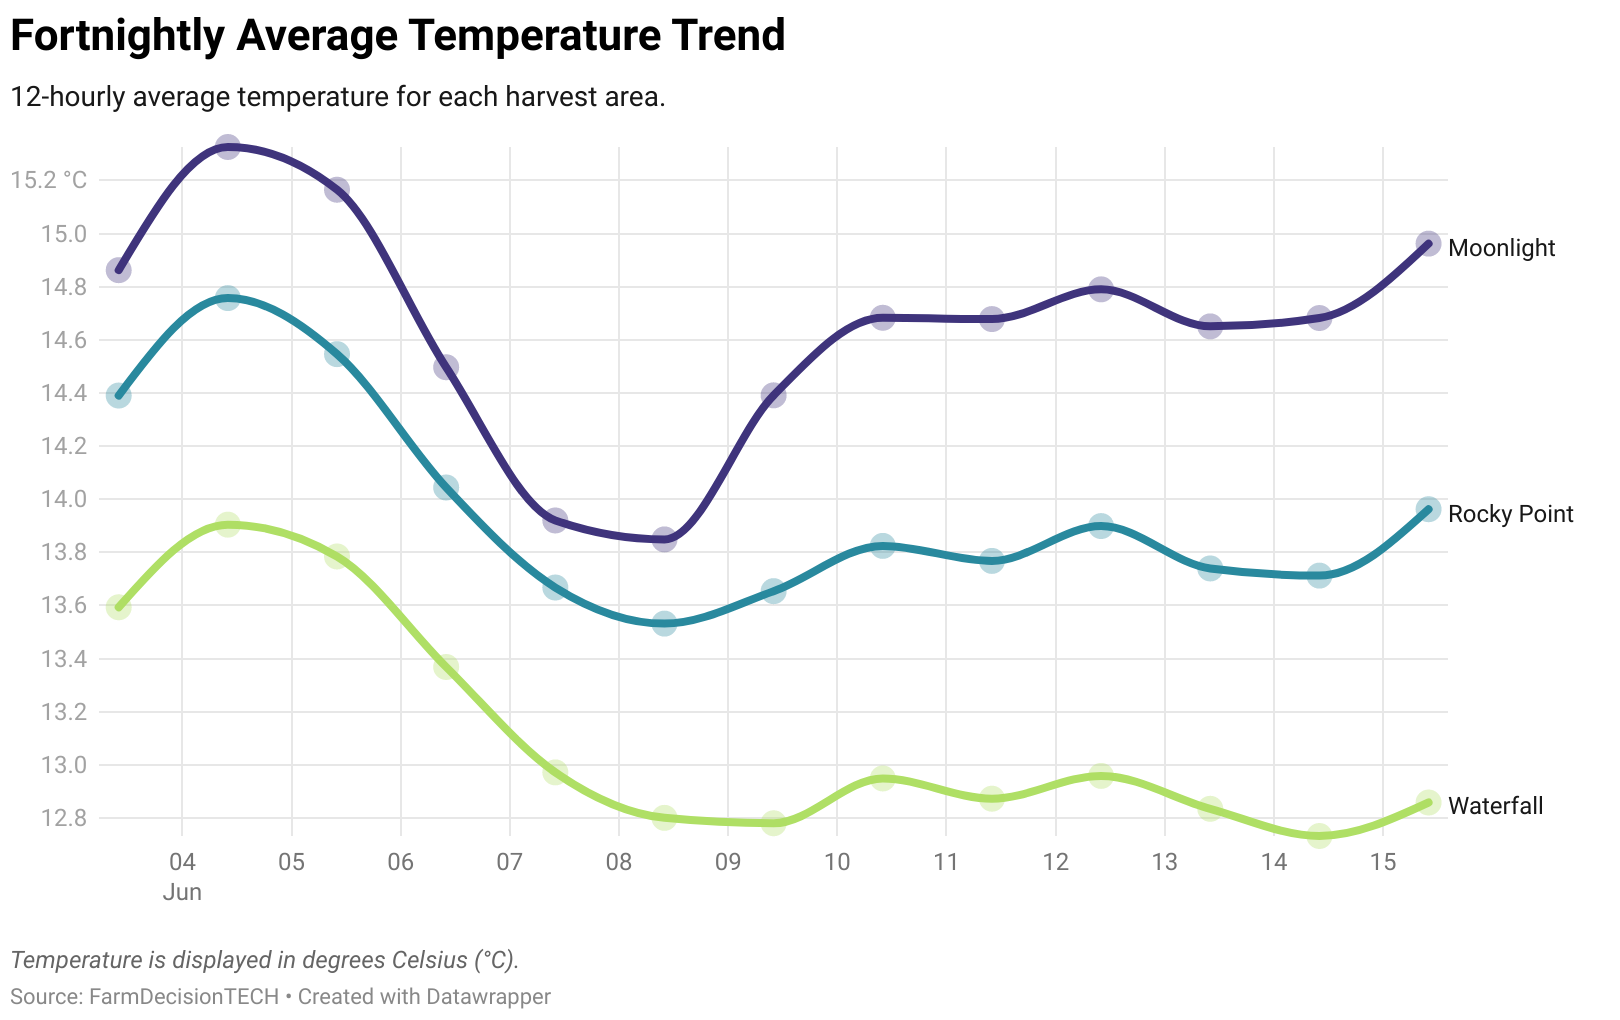 Fortnightly Average Temperature Trend
12-hourly average temperature for each harvest area.
15.2 °C
15.0
14.8
14.6
14.4
14.2
14.0
13.8
13.6
13.4
13.2
13.0
12.8
Moonlight
Rocky Point
Waterfall
04 05 06 07 08 09 10 11 12 13 14 15
Jun
Temperature is displayed in degrees Celsius (°C).
Source: FarmDecisionTECH • Created with Datawrapper